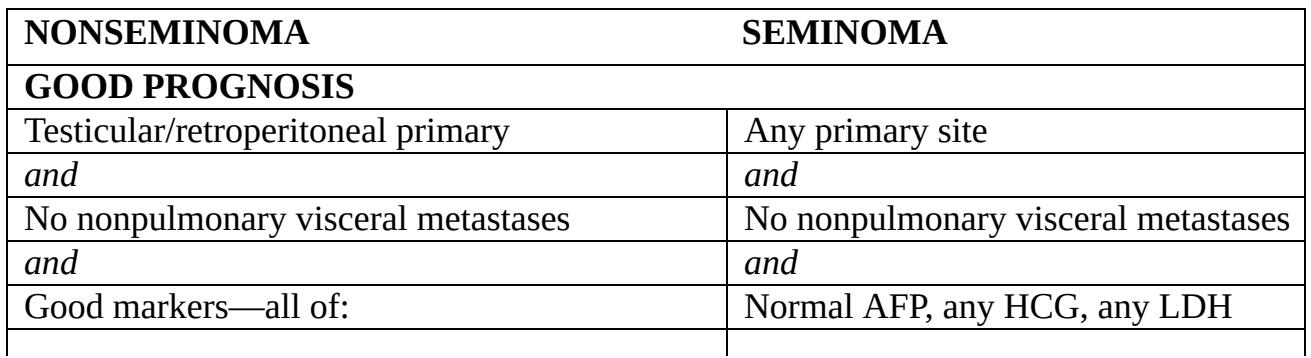 NONSEMINOMA SEMINOMA
GOOD PROGNOSIS
Testicular/retroperitoneal primary Any primary site
and and
No nonpulmonary visceral metastases No nonpulmonary visceral metastases
and and
Good markers—all of: Normal AFP, any HCG, any LDH